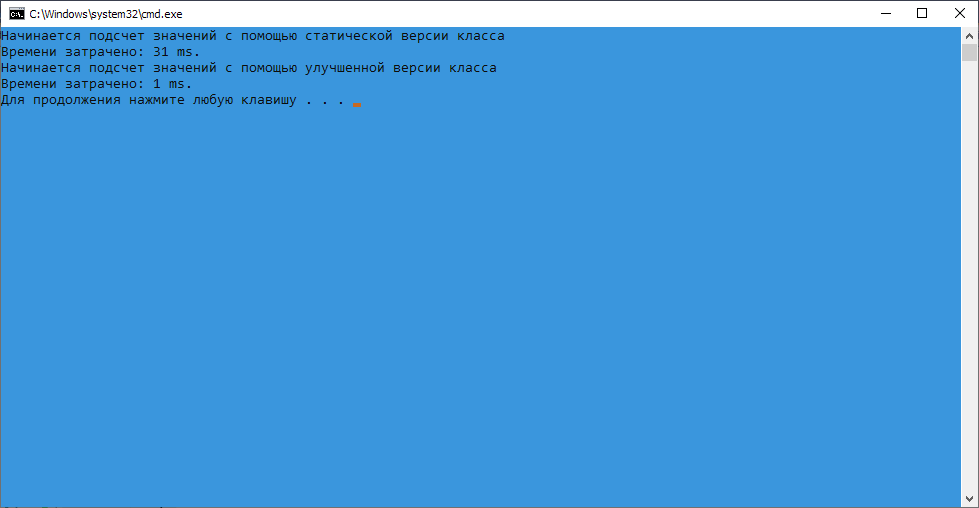 C:\Windows\system32\cmd.exe
Начинается подсчет значений с помощью статической версии класса
Времени затрачено: 31 ms.
Начинается подсчет значений с помощью улучшенной версии класса
Времени затрачено: 1 ms.
Для продолжения нажмите любую клавишу . . .